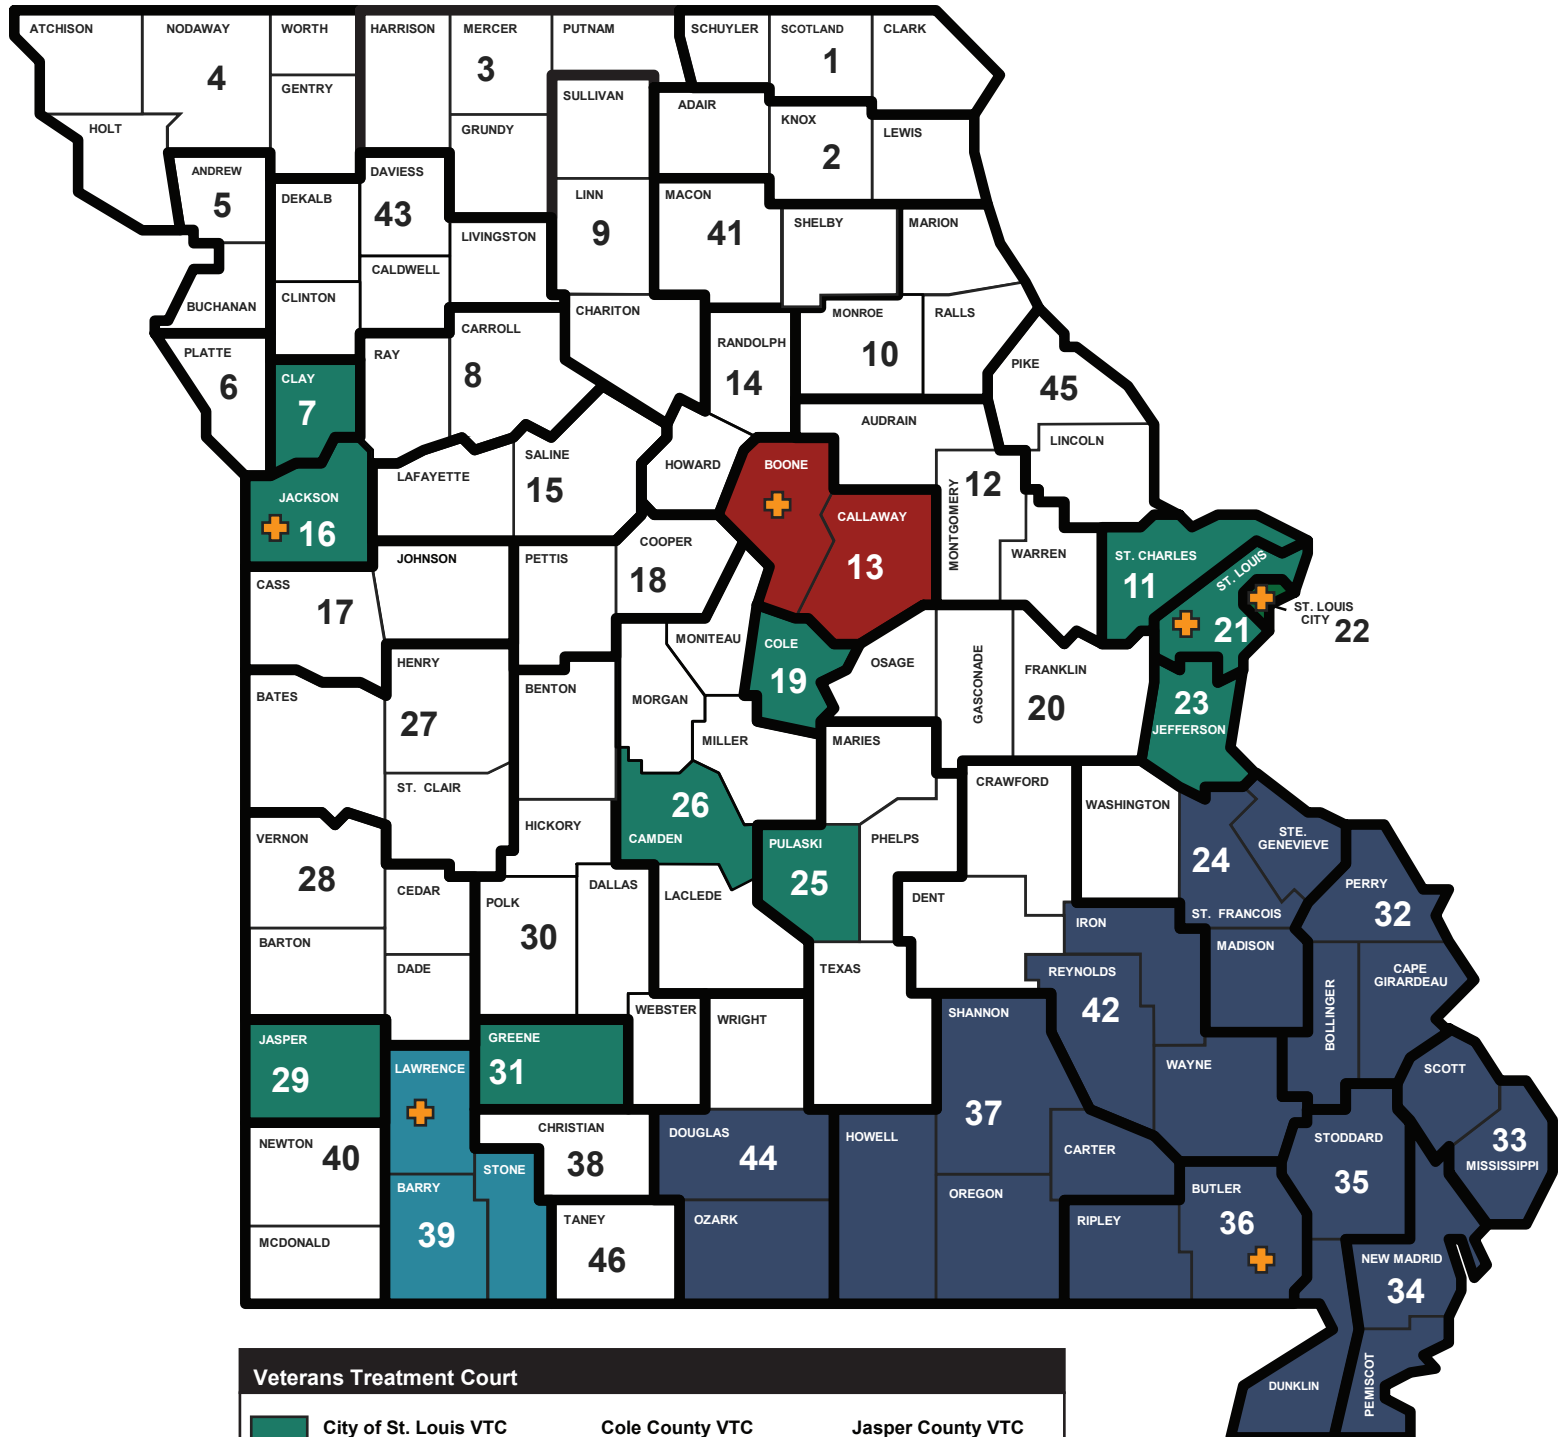 ATCHISON
NODAWAY
WORTH
HARRISON
MERCER
PUTNAM
SCHUYLER
SCOTLAND
CLARK
4
3
1
GENTRY
SULLIVAN
ADAIR
KNOX
HOLT
GRUNDY
LEWIS
2
ANDREW
5
DEKALB
DAVIESS
43
LINN
9
MACON
41
SHELBY
MARION
LIVINGSTON
CALDWELL
BUCHANAN
CLINTON
CHARITON
MONROE
RALLS
10
PLATTE
6
CLAY
7
RAY
CARROLL
8
RANDOLPH
14
PIKE
45
AUDRAIN
LINCOLN
LAFAYETTE
SALINE
15
HOWARD
BOONE
MONTGOMERY
12
JACKSON
16
CALLAWAY
13
JOHNSON
PETTIS
COOPER
18
WARREN
ST. CHARLES
11
ST. LOUIS
21
ST. LOUIS
CITY 22
CASS
17
MONITEAU
COLE
19
OSAGE
GASCONADE
FRANKLIN
20
HENRY
27
BATES
BENTON
MORGAN
MILLER
MARIES
23
JEFFERSON
ST. CLAIR
CRAWFORD
WASHINGTON
26
CAMDEN
HICKORY
PULASKI
25
PHELPS
VERNON
28
STE.
GENEVIEVE
24
CEDAR
POLK
30
DALLAS
LACLEDE
DENT
ST. FRANCOIS
PERRY
32
IRON
BARTON
DADE
TEXAS
REYNOLDS
42
MADISON
BOLLINGER
CAPE
GIRARDEAU
WEBSTER
WRIGHT
SHANNON
JASPER
29
GREENE
31
LAWRENCE
WAYNE
SCOTT
37
NEWTON
40
CHRISTIAN
38
DOUGLAS
44
HOWELL
CARTER
STODDARD
35
33
MISSISSIPPI
STONE
BARRY
39
OREGON
BUTLER
36
MCDONALD
TANEY
46
OZARK
RIPLEY
NEW MADRID
34
DUNKLIN
PEMISCOT
Veterans Treatment Court
City of St. Louis VTC
Cole County VTC
Jasper County VTC